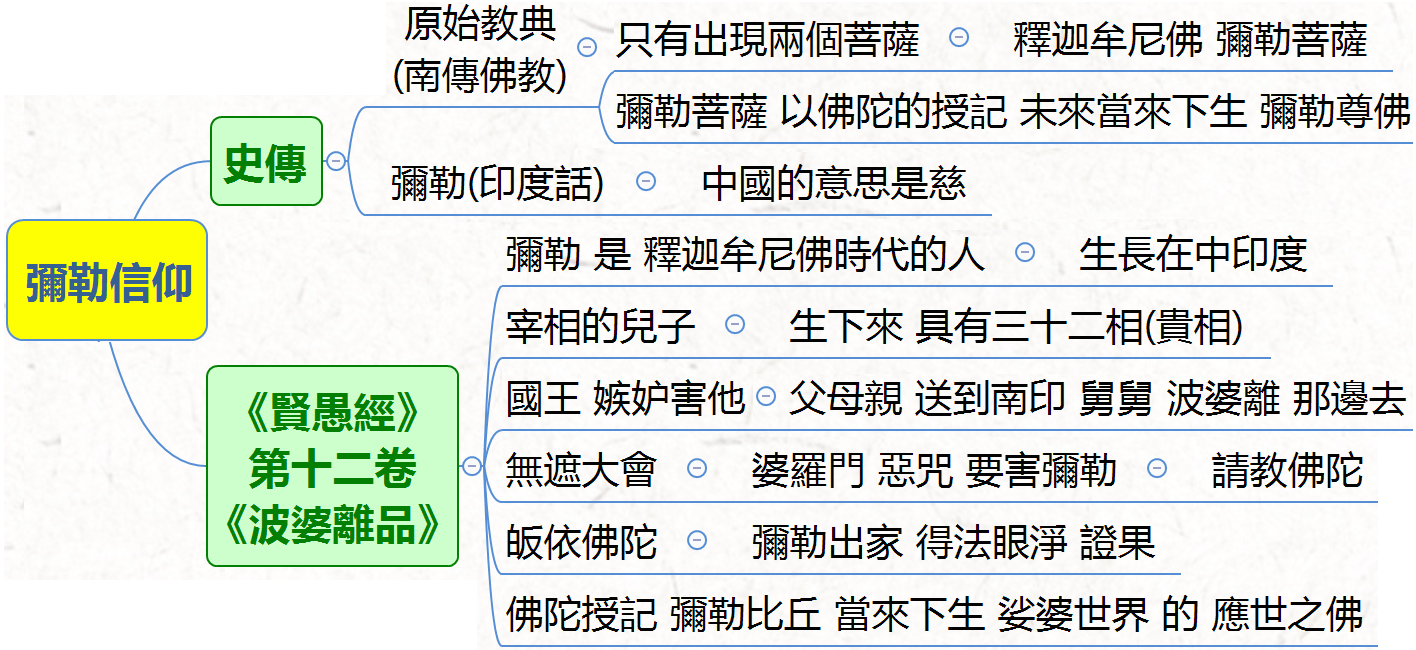 彌勒信仰
史傳
原始教典
(南傳佛教)
只有出現兩個菩薩 釋迦牟尼佛 彌勒菩薩
彌勒菩薩 以佛陀的授記 未來當來下生 彌勒尊佛
彌勒(印度話) 中國的意思是慈
《賢愚經》
第十二卷
《波婆離品》
彌勒 是 釋迦牟尼佛時代的人 生長在中印度
宰相的兒子 生下來 具有三十二相(貴相)
國王 嫉妒害他 父母親 送到南印 舅舅 波婆離 那邊去
無遮大會 婆羅門 惡咒 要害彌勒 請教佛陀
皈依佛陀 彌勒出家 得法眼淨 證果
佛陀授記 彌勒比丘 當來下生 娑婆世界 的 應世之佛